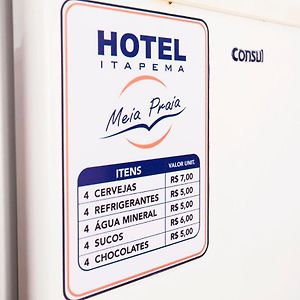 HOTEL
ITAPEMA
Meia Praia
Consul
ITENS VALOR UNIT.
4 CERVEJAS R$ 7,00
4 REFRIGERANTES R$ 5,00
4 ÁGUA MINERAL R$ 5,00
4 SUCOS R$ 6,00
4 CHOCOLATES R$ 5,00